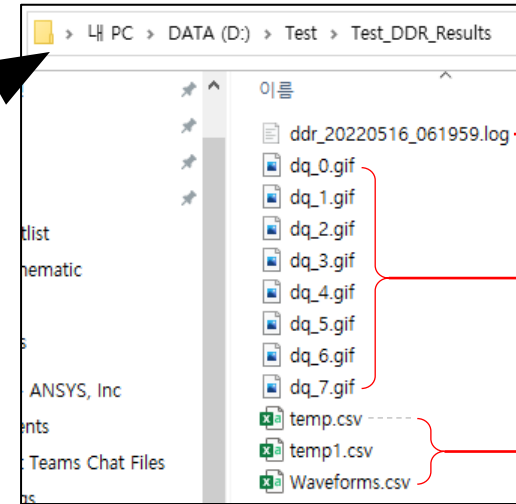 내 PC > DATA (D:) > Test > Test_DDR_Results
이름
ddr_20220516_061959.log
dq_0.gif
dq_1.gif
dq_2.gif
dq_3.gif
dq_4.gif
dq_5.gif
dq_6.gif
dq_7.gif
temp.csv
temp1.csv
Waveforms.csv
tlist
nematic
s
ANSYS, Inc
ents
Teams Chat Files
gs